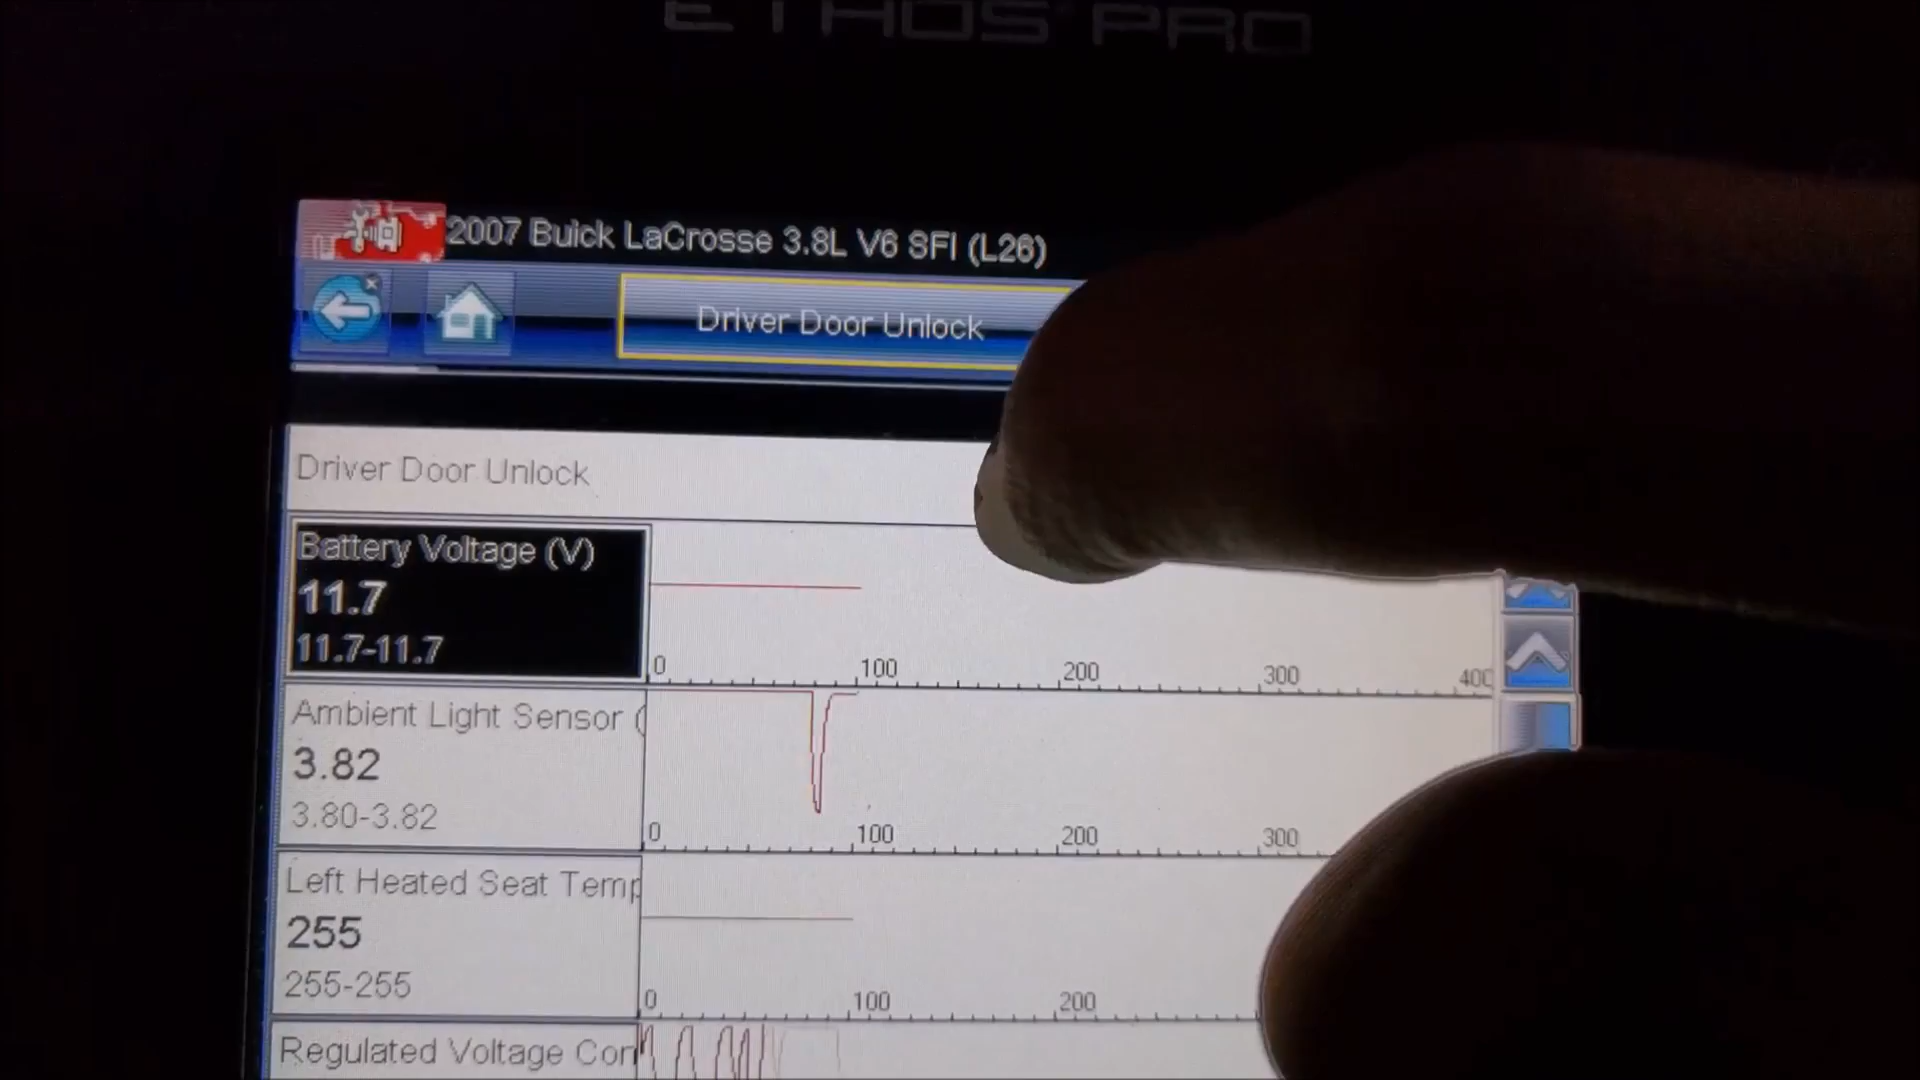 ETHOS PRO
2007 Buick LaCrosse 3.8L V6 SFI (L26)
Driver Door Unlock
Driver Door Unlock
Battery Voltage (V)
11.7
11.7-11.7
0 100 200 300 400
Ambient Light Sensor (
3.82
3.80-3.82
0 100 200 300
Left Heated Seat Temp
255
255-255
0 100 200
Regulated Voltage Con